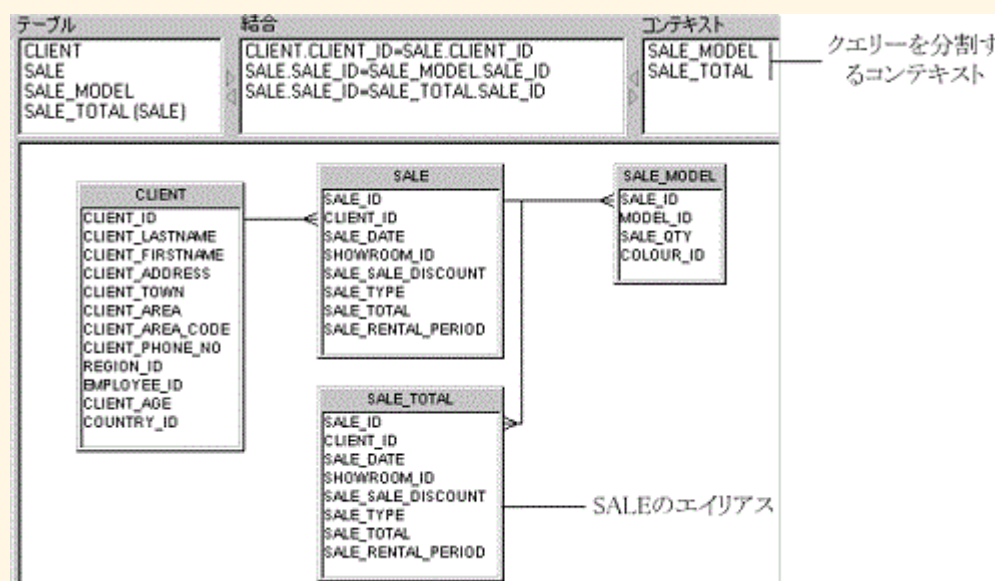 テーブル
CLIENT
SALE
SALE_MODEL
SALE_TOTAL (SALE)
結合
CLIENT.CLIENT_ID=SALE.CLIENT_ID
SALE.SALE_ID=SALE_MODEL.SALE_ID
SALE.SALE_ID=SALE_TOTAL.SALE_ID
コンテキスト
SALE_MODEL
SALE_TOTAL
クエリーを分割す
るコンテキスト
CLIENT
CLIENT_ID
CLIENT_LASTNAME
CLIENT_FIRSTNAME
CLIENT_ADDRESS
CLIENT_TOWN
CLIENT_AREA
CLIENT_AREA_CODE
CLIENT_PHONE_NO
REGION_ID
EMPLOYEE_ID
CLIENT_AGE
COUNTRY_ID
SALE
SALE_ID
CLIENT_ID
SALE_DATE
SHOWROOM_ID
SALE_SALE_DISCOUNT
SALE_TYPE
SALE_TOTAL
SALE_RENTAL_PERIOD
SALE_MODEL
SALE_ID
MODEL_ID
SALE_QTY
COLOUR_ID
SALE_TOTAL
SALE_ID
CLIENT_ID
SALE_DATE
SHOWROOM_ID
SALE_SALE_DISCOUNT
SALE_TYPE
SALE_TOTAL
SALE_RENTAL_PERIOD
SALEのエイリアス